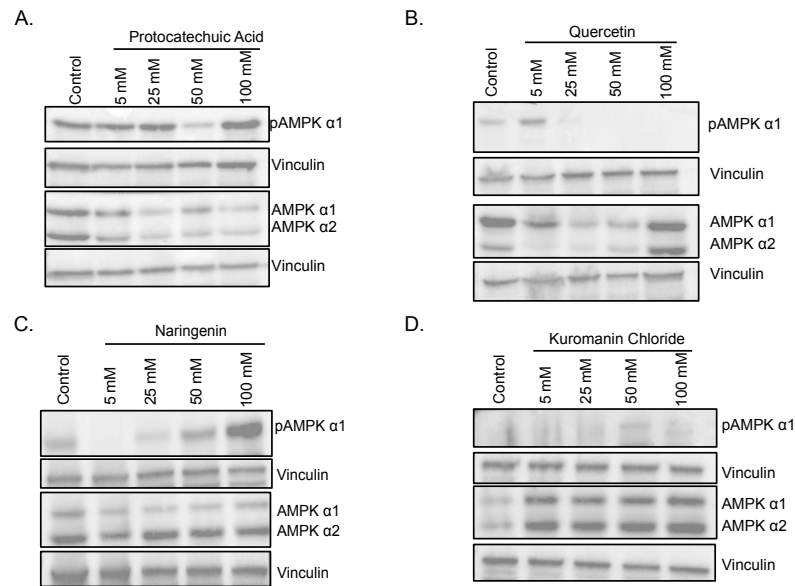 A.
Protocatechuic Acid
Control
5 mM
25 mM
50 mM
100 mM
pAMPK α1
Vinculin
AMPK α1
AMPK α2
Vinculin
B.
Quercetin
Control
5 mM
25 mM
50 mM
100 mM
pAMPK α1
Vinculin
AMPK α1
AMPK α2
Vinculin
C.
Naringenin
Control
5 mM
25 mM
50 mM
100 mM
pAMPK α1
Vinculin
AMPK α1
AMPK α2
Vinculin
D.
Kuromanin Chloride
Control
5 mM
25 mM
50 mM
100 mM
pAMPK α1
Vinculin
AMPK α1
AMPK α2
Vinculin